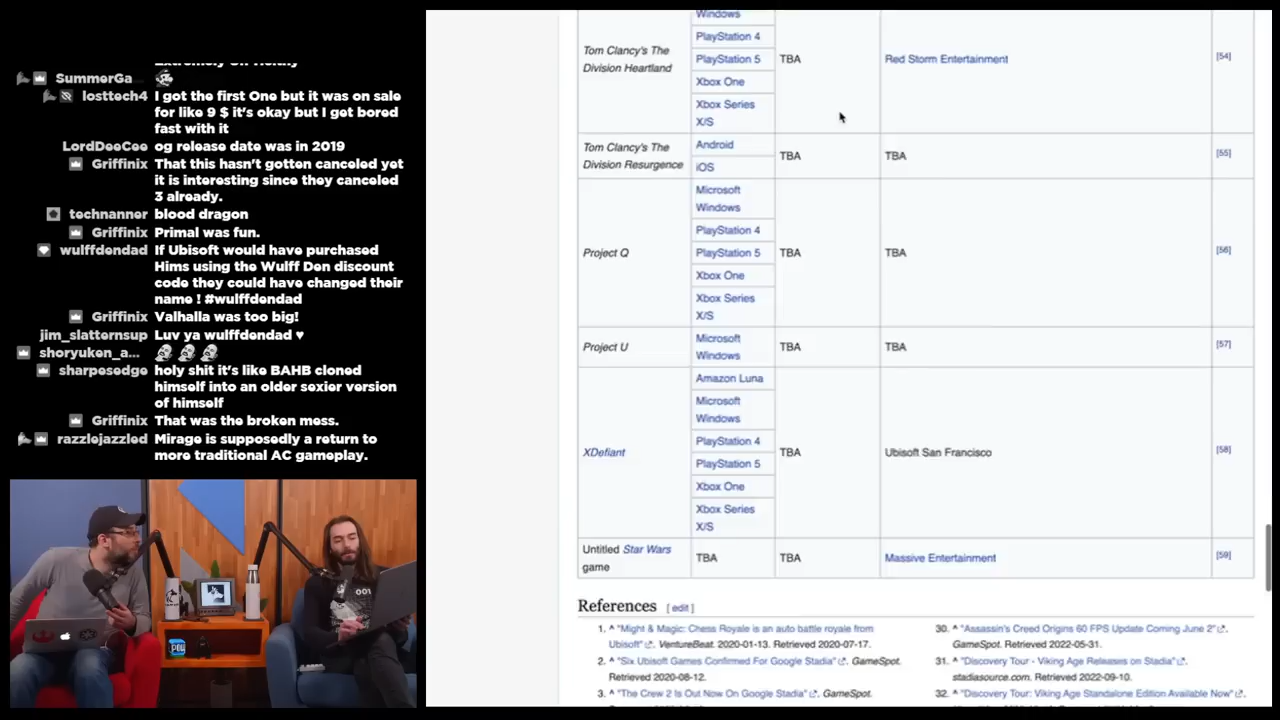 SummerGa...
losttech4 I got the first One but it was on sale
for like 9 $ it's okay but I get bored
fast with it
LordDeeCee og release date was in 2019
Griffinix That this hasn't gotten canceled yet
it is interesting since they canceled
3 already.
technanner blood dragon
Griffinix Primal was fun.
wulffdendad If Ubisoft would have purchased
Hims using the Wulff Den discount
code they could have changed their
name ! #wulffdendad
Griffinix Valhalla was too big!
jim_slatternsup Luv ya wulffdendad ♥
shoryuken_a...
sharpesedge holy shit it's like BAHB cloned
himself into an older sexier version
of himself
Griffinix That was the broken mess.
razzlejazzled Mirage is supposedly a return to
more traditional AC gameplay.
Windows
PlayStation 4
Tom Clancy's The
Division Heartland
PlayStation 5
TBA
Red Storm Entertainment
[54]
Xbox One
Xbox Series
X/S
Tom Clancy's The
Division Resurgence
Android
iOS
TBA
TBA
[55]
Microsoft
Windows
PlayStation 4
Project Q
PlayStation 5
TBA
TBA
[56]
Xbox One
Xbox Series
X/S
Project U
Microsoft
Windows
TBA
TBA
[57]
Amazon Luna
Microsoft
Windows
PlayStation 4
XDefiant
TBA
Ubisoft San Francisco
[58]
PlayStation 5
Xbox One
Xbox Series
X/S
Untitled Star Wars
game
TBA
TBA
Massive Entertainment
[59]
References [ edit ]
1. ^ "Might & Magic: Chess Royale is an auto battle royale from
Ubisoft". VentureBeat. 2020-01-13. Retrieved 2020-07-17.
2. ^ "Six Ubisoft Games Confirmed For Google Stadia". GameSpot.
Retrieved 2020-08-12.
3. ^ "The Crew 2 Is Out Now On Google Stadia". GameSpot.
30. ^ "Assassin's Creed Origins 60 FPS Update Coming June 2".
GameSpot. Retrieved 2022-05-31.
31. ^ "Discovery Tour - Viking Age Releases on Stadia".
stadiasource.com. Retrieved 2022-09-10.
32. ^ "Discovery Tour: Viking Age Standalone Edition Available Now".